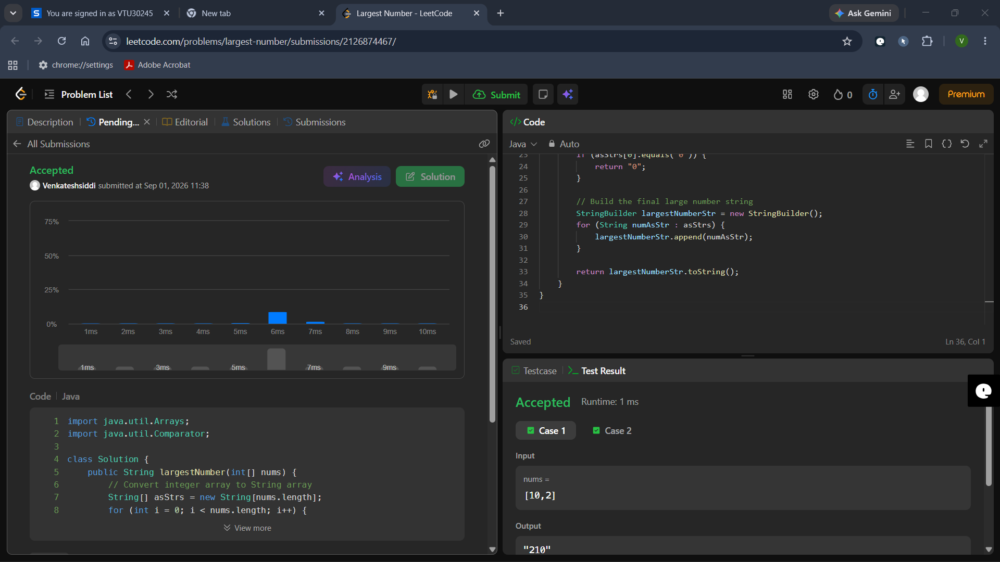 You are signed in as VTU30245
New tab
Largest Number - LeetCode
Ask Gemini
leetcode.com/problems/largest-number/submissions/2126874467/
V
chrome://settings
Adobe Acrobat
Problem List
Submit
0
Premium
Description
Pending...
Editorial
Solutions
Submissions
All Submissions
Accepted
Venkateshsiddi submitted at Sep 01, 2026 11:38
Analysis
Solution
75%
50%
25%
0%
1ms 2ms 3ms 4ms 5ms 6ms 7ms 8ms 9ms 10ms
1ms 3ms 5ms 7ms 9ms
Code | Java
1 import java.util.Arrays;
2 import java.util.Comparator;
3
4 class Solution {
5 public String largestNumber(int[] nums) {
6 // Convert integer array to String array
7 String[] asStrs = new String[nums.length];
8 for (int i = 0; i < nums.length; i++) {
View more
</> Code
Java
Auto
23 if (asStrs[0].equals("0")) {
24 return "0";
25 }
26
27 // Build the final large number string
28 StringBuilder largestNumberStr = new StringBuilder();
29 for (String numAsStr : asStrs) {
30 largestNumberStr.append(numAsStr);
31 }
32
33 return largestNumberStr.toString();
34 }
35 }
36
Saved
Ln 36, Col 1
Testcase
Test Result
Accepted
Runtime: 1 ms
Case 1
Case 2
Input
nums =
[10,2]
Output
"210"